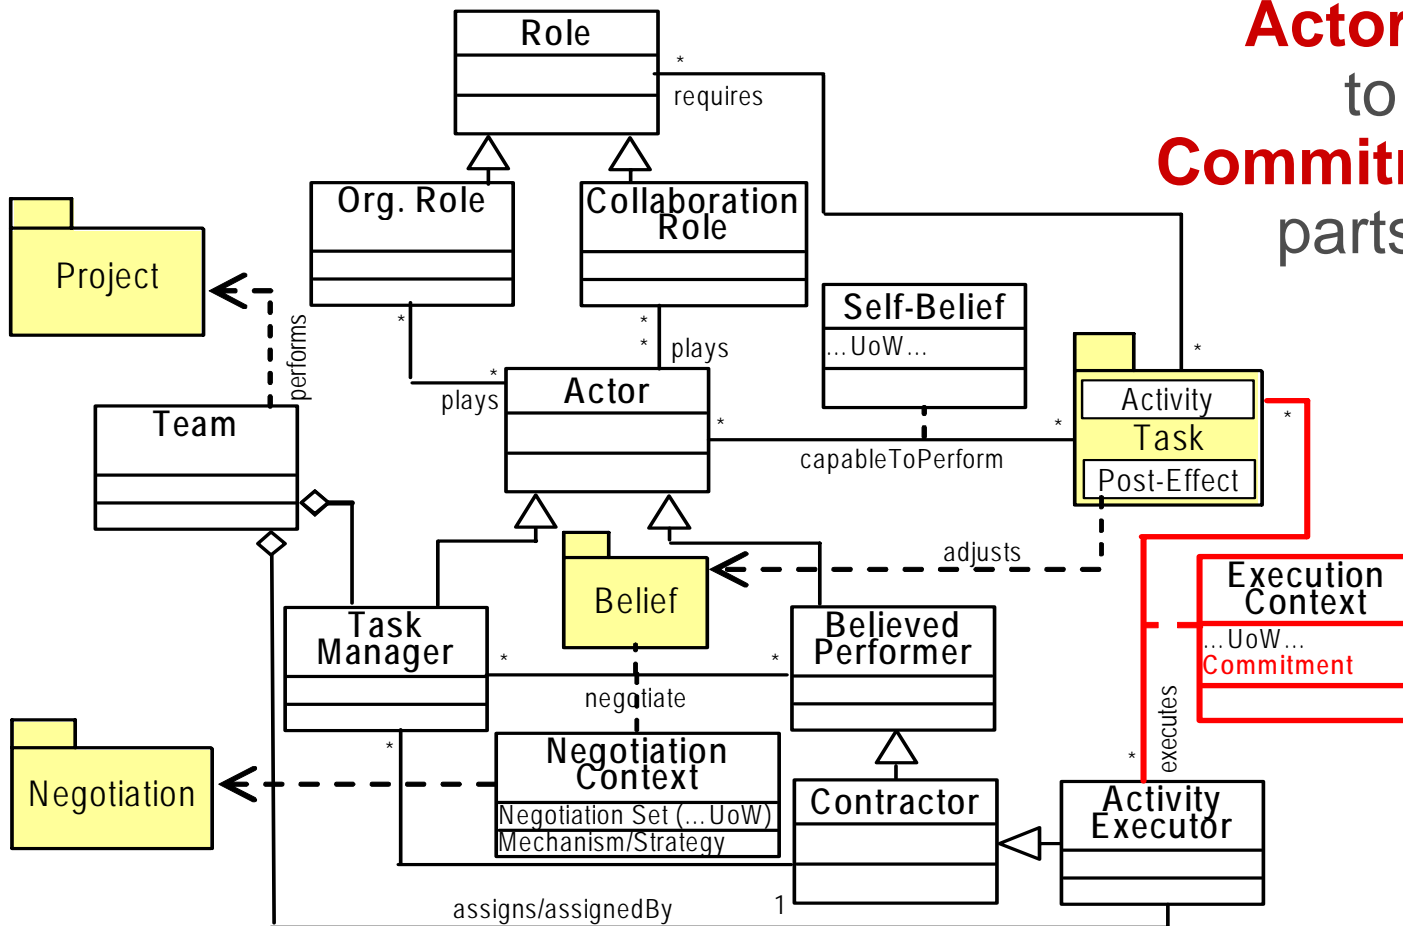 Actor
Role
*
requires
to
Commitr
Org. Role
Collaboration
Role
parts
Project
Self-Belief
...UoW...
*
*
*
*
plays
performs
*
plays
Actor
Activity
*
Team
*
*
Task
capableToPerform
Post-Effect
adjusts
Belief
Execution
Context
...UoW...
Commitment
Task
Manager
Believed
Performer
*
*
negotiate
executes
*
*
Negotiation
Negotiation
Context
Negotiation Set (...UoW)
Mechanism/Strategy
Contractor
Activity
Executor
assigns/assignedBy
1